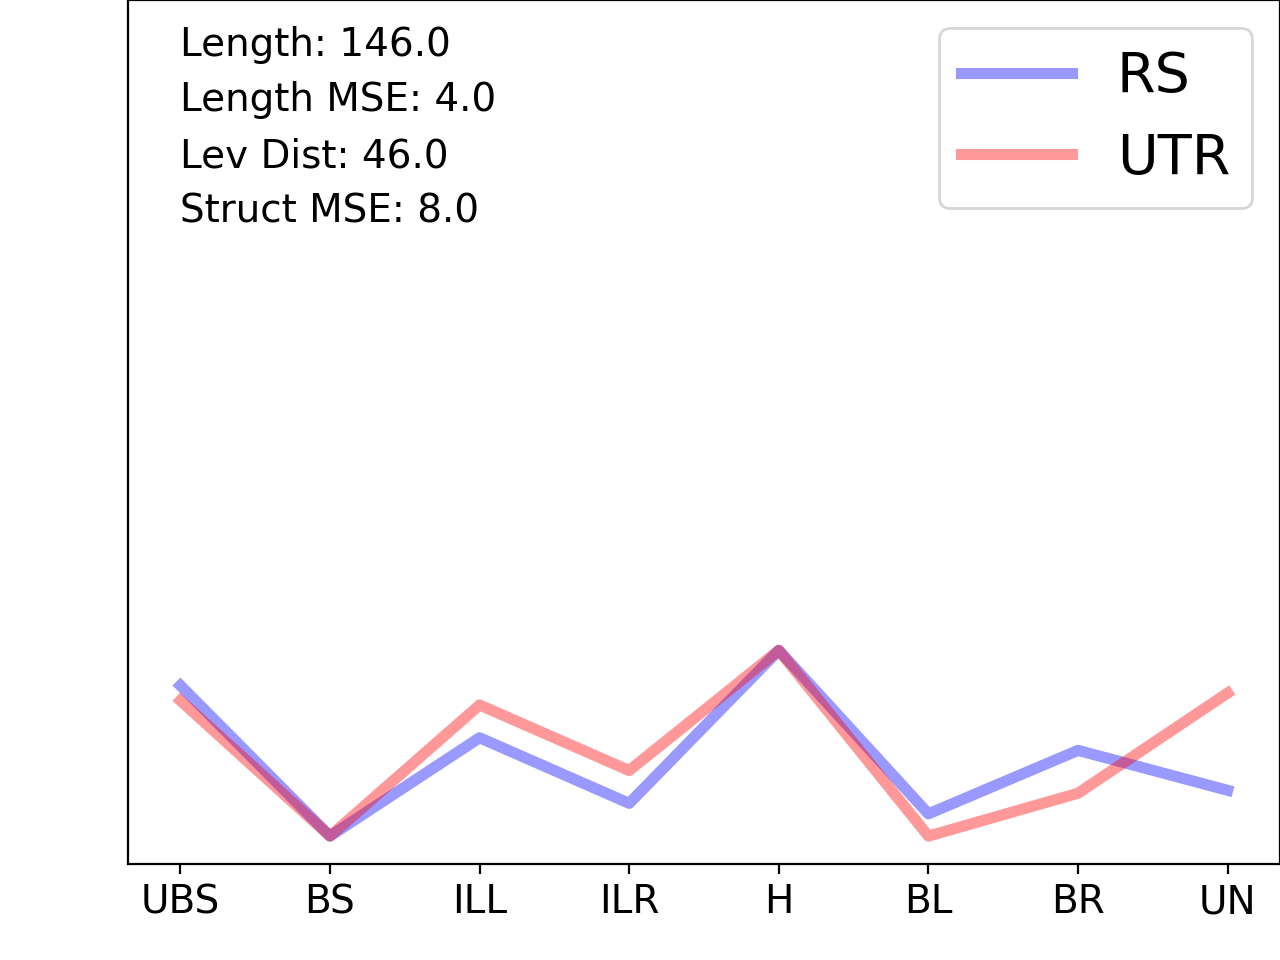 Length: 146.0
Length MSE: 4.0
Lev Dist: 46.0
Struct MSE: 8.0
RS
UTR
UBS BS ILL ILR H BL BR UN